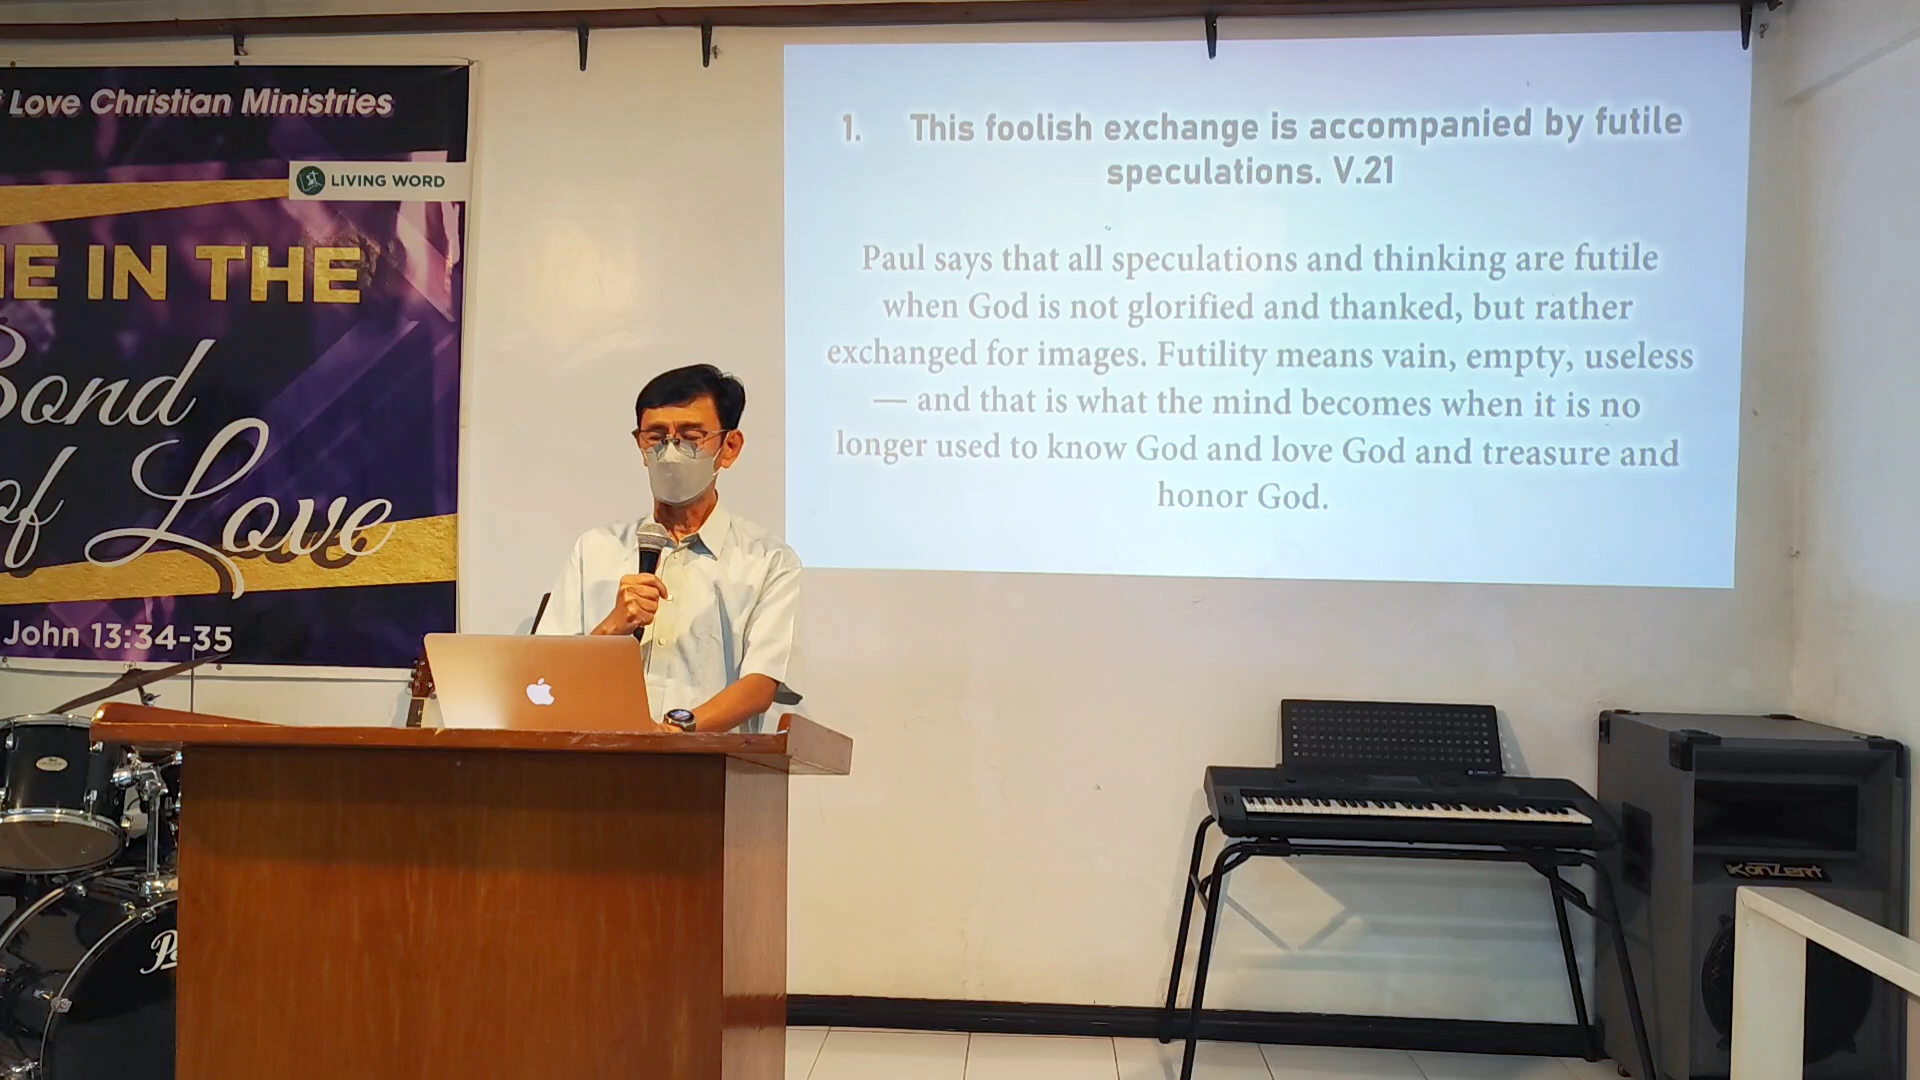 Love Christian Ministries
LIVING WORD
IN THE
Bond
of Love
John 13:34-35
1. This foolish exchange is accompanied by futile
speculations. V.21
Paul says that all speculations and thinking are futile
when God is not glorified and thanked, but rather
exchanged for images. Futility means vain, empty, useless
— and that is what the mind becomes when it is no
longer used to know God and love God and treasure and
honor God.
KonZert